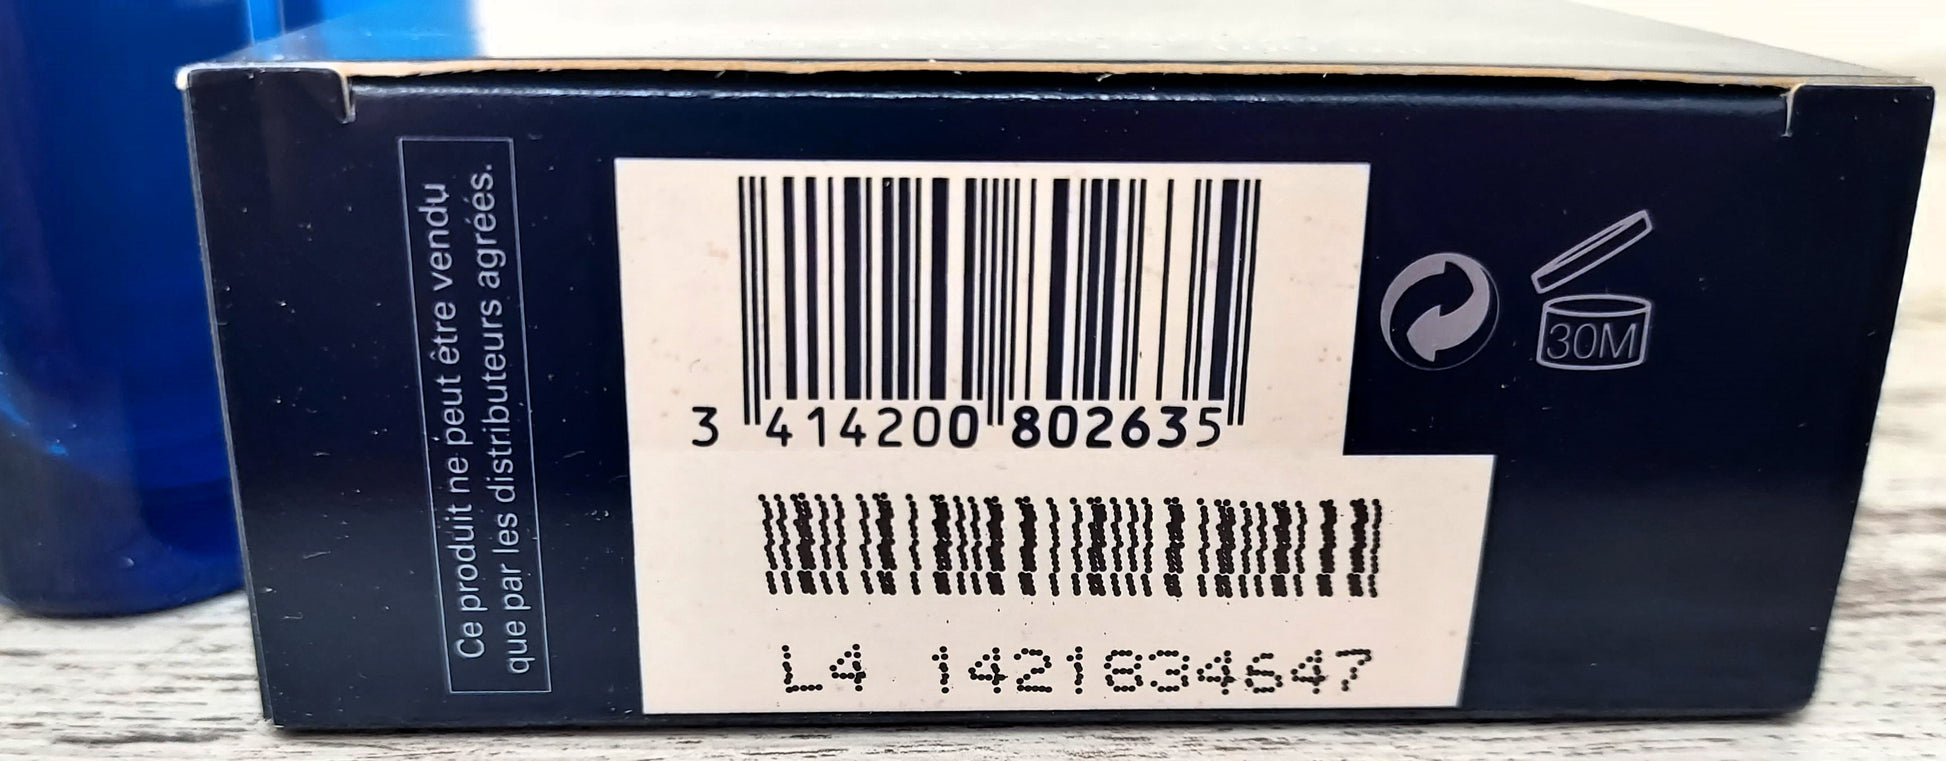 Ce produit ne peut être vendu
que par les distributeurs agréés.
3 414200 802635
30M
L4 1421834647